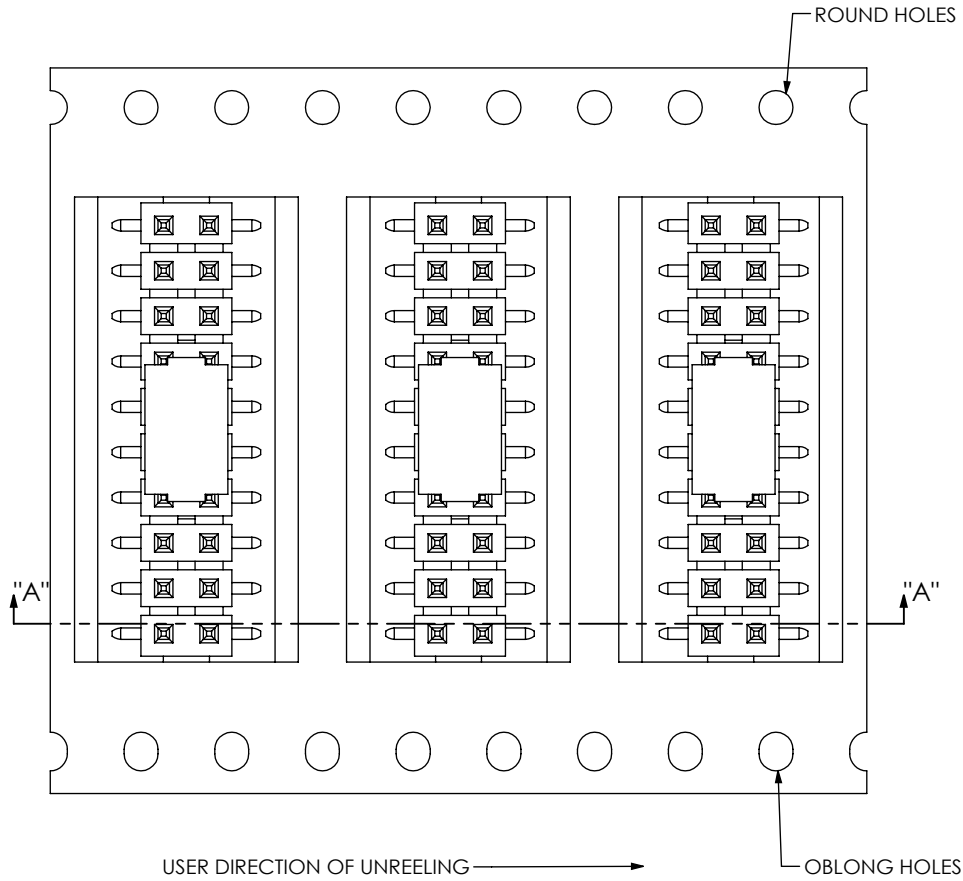 ROUND HOLES
"A"
"A"
USER DIRECTION OF UNREELING
OBLONG HOLES